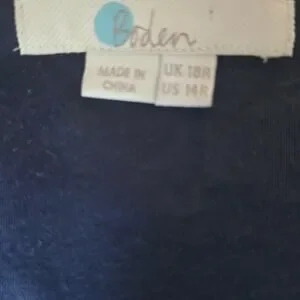 Boden
MADE IN
CHINA
UK 18R
US 14R